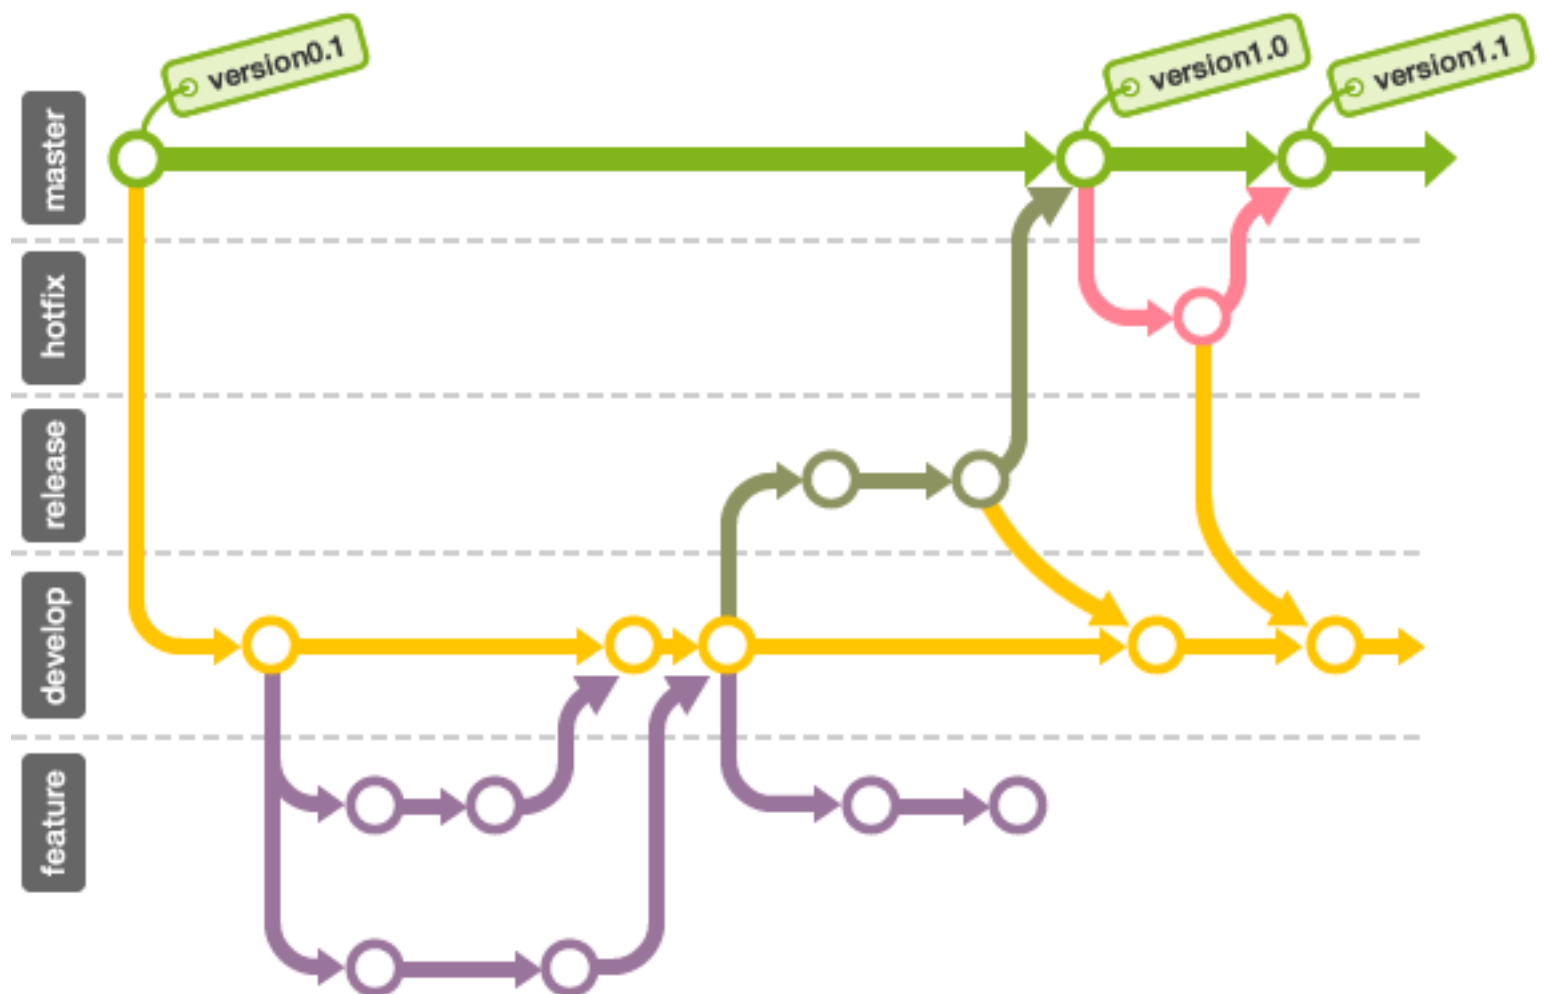 version0.1
version1.0
version1.1
master
hotfix
release
develop
feature